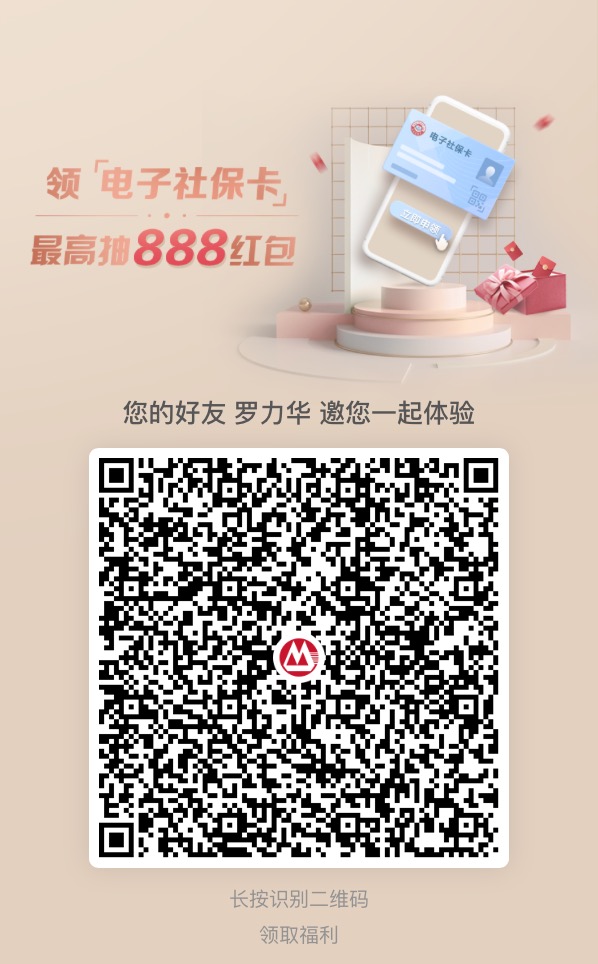 领「电子社保卡」
最高抽888红包
电子社保卡
立即申领
您的好友 罗力华 邀您一起体验
长按识别二维码
领取福利